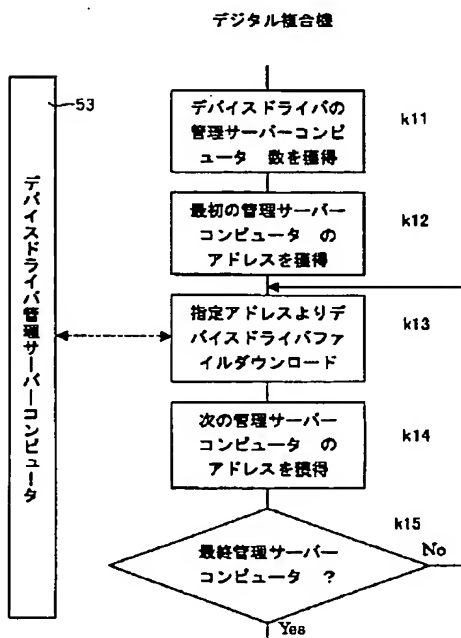 デジタル複合機
53
デバイスドライバ管理サーバーコンピュータ
デバイスドライバの
管理サーバーコンピ
ュータ 数を獲得
k11
最初の管理サーバー
コンピュータ の
アドレスを獲得
k12
指定アドレスよりデ
バイスドライバファ
イルダウンロード
k13
次の管理サーバー
コンピュータ の
アドレスを獲得
k14
k15
最終管理サーバー
コンピュータ ?
No
Yes